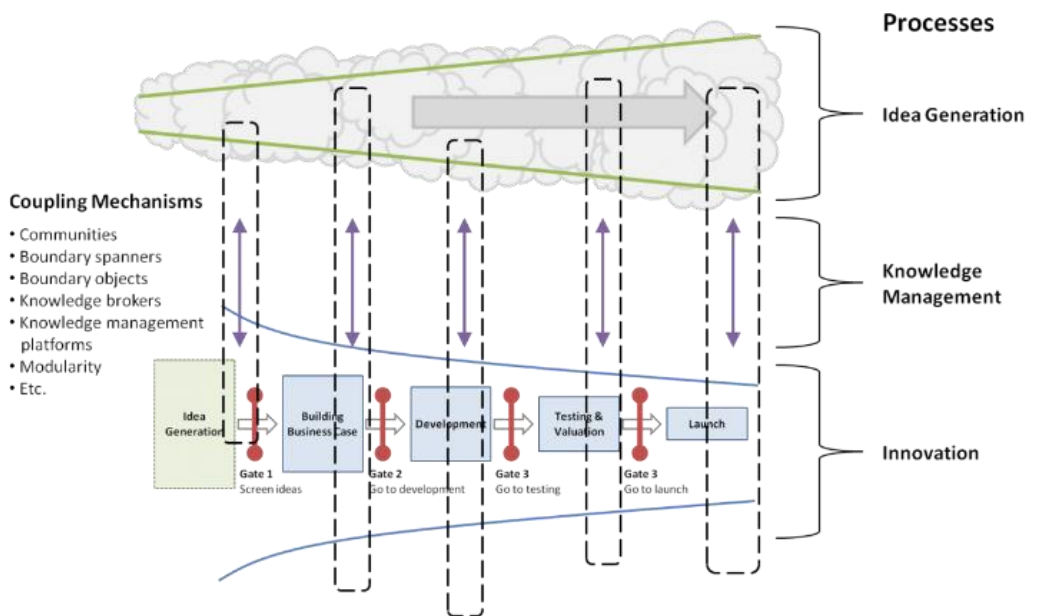 Processes
Idea Generation
Coupling Mechanisms
• Communities
• Boundary spanners
• Boundary objects
• Knowledge brokers
• Knowledge management
platforms
• Modularity
• Etc.
Knowledge
Management
Idea
Generation
Building
Business Case
Development
Testing &
Valuation
Launch
Gate 1
Screen ideas
Gate 2
Go to development
Gate 3
Go to testing
Gate 3
Go to launch
Innovation